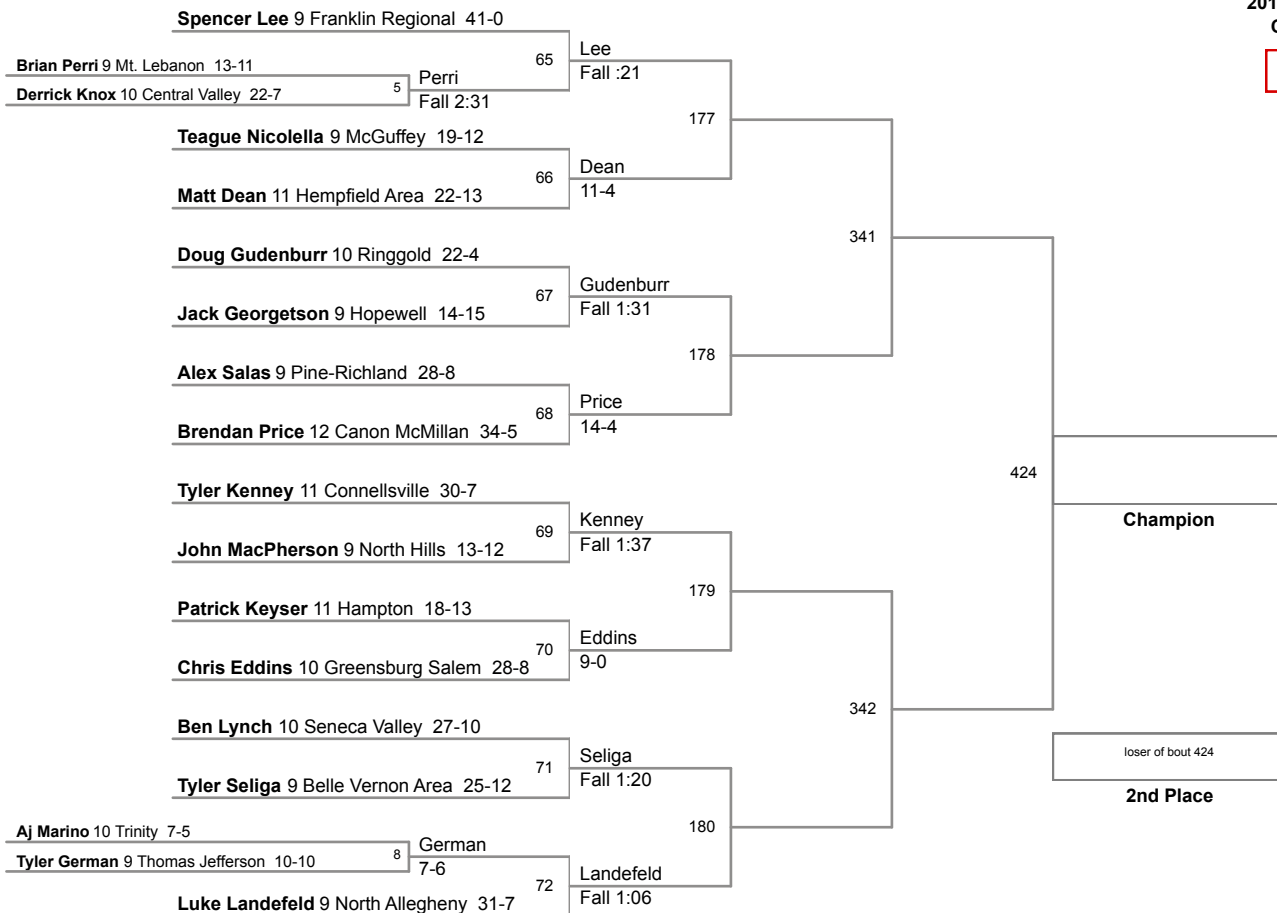 201
Spencer Lee 9 Franklin Regional 41-0
65
Lee
Fall :21
Brian Perri 9 Mt. Lebanon 13-11
5
Perri
Fall 2:31
Derrick Knox 10 Central Valley 22-7
177
Teague Nicolella 9 McGuffey 19-12
66
Dean
11-4
Matt Dean 11 Hempfield Area 22-13
341
Doug Gudenburr 10 Ringgold 22-4
67
Gudenburr
Fall 1:31
Jack Georgetson 9 Hopewell 14-15
178
Alex Salas 9 Pine-Richland 28-8
68
Price
14-4
Brendan Price 12 Canon McMillan 34-5
424
Champion
Tyler Kenney 11 Connellsville 30-7
69
Kenney
Fall 1:37
John MacPherson 9 North Hills 13-12
179
Patrick Keyser 11 Hampton 18-13
70
Eddins
9-0
Chris Eddins 10 Greensburg Salem 28-8
342
Ben Lynch 10 Seneca Valley 27-10
71
Seliga
Fall 1:20
Tyler Seliga 9 Belle Vernon Area 25-12
loser of bout 424
2nd Place
180
Aj Marino 10 Trinity 7-5
8
German
7-6
Tyler German 9 Thomas Jefferson 10-10
72
Landefeld
Fall 1:06
Luke Landefeld 9 North Allegheny 31-7